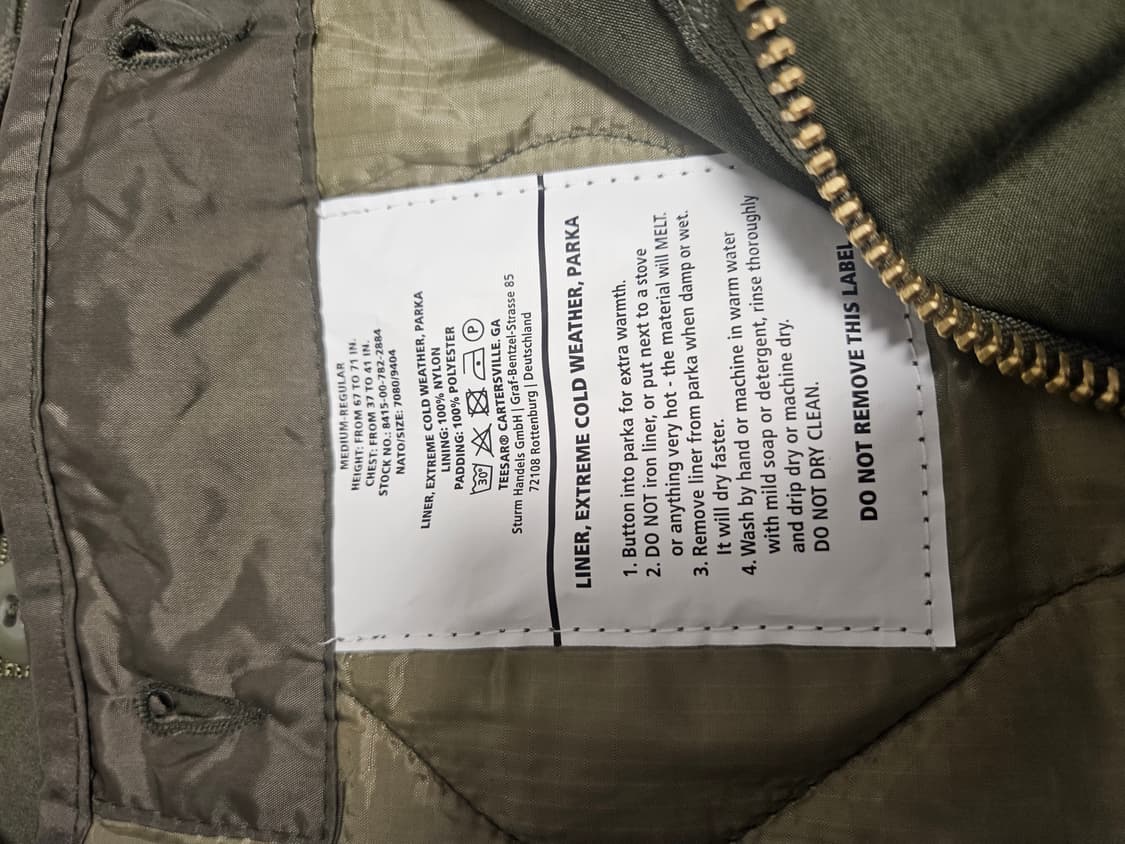 MEDIUM-REGULAR
HEIGHT: FROM 67 TO 71 IN.
CHEST: FROM 37 TO 41 IN.
STOCK NO.: 8415-00-782-2884
NATO/SIZE: 7080/9404
LINER, EXTREME COLD WEATHER, PARKA
LINING: 100% NYLON
PADDING: 100% POLYESTER
30° P
TEESAR® CARTERSVILLE. GA
Sturm Handels GmbH | Graf-Bentzel-Strasse 85
72108 Rottenburg | Deutschland
LINER, EXTREME COLD WEATHER, PARKA
1. Button into parka for extra warmth.
2. DO NOT iron liner, or put next to a stove
or anything very hot - the material will MELT.
3. Remove liner from parka when damp or wet.
It will dry faster.
4. Wash by hand or machine in warm water
with mild soap or detergent, rinse thoroughly
and drip dry or machine dry.
DO NOT DRY CLEAN.
DO NOT REMOVE THIS LABEL